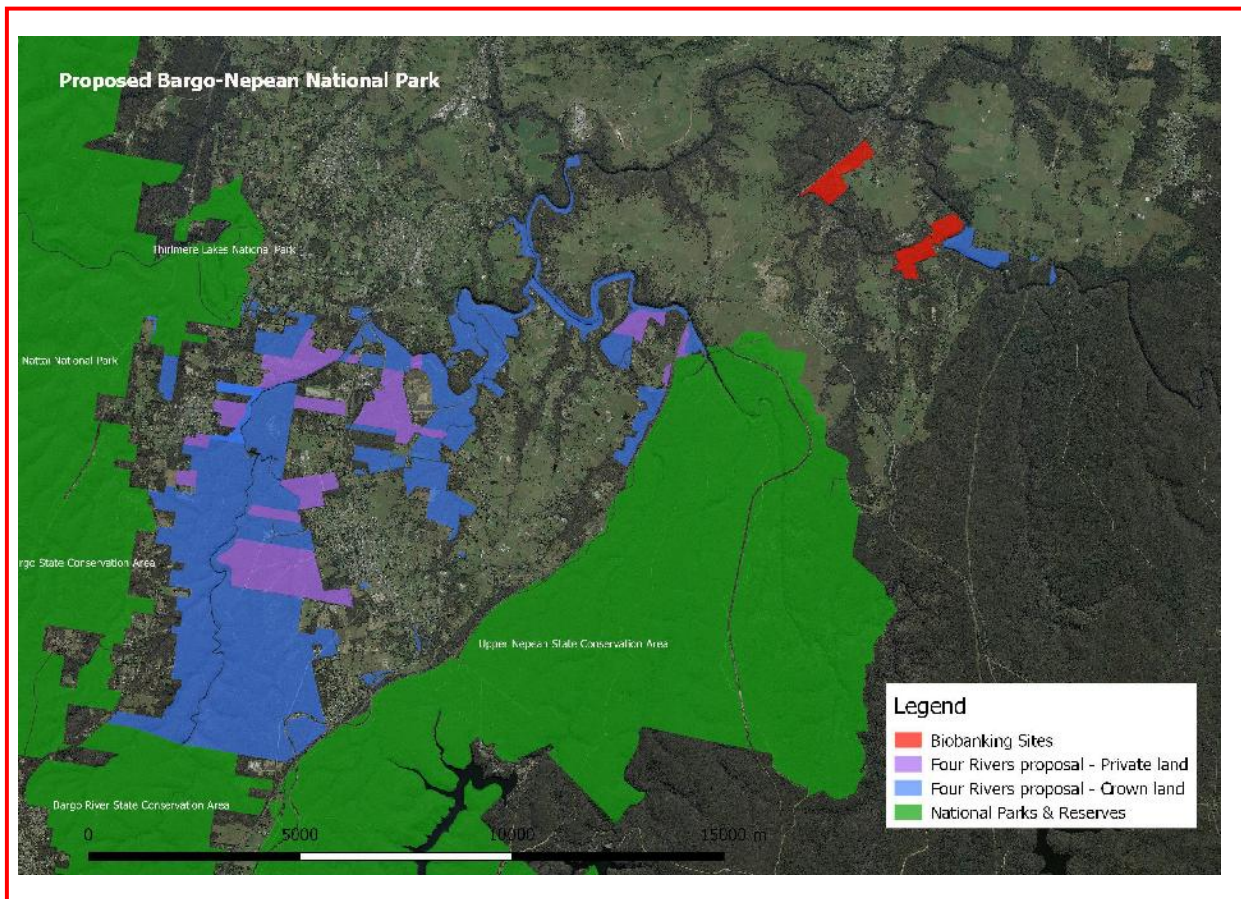 Proposed Bargo-Nepean National Park
Thirlmere Lakes National Park
Nattai National Park
rgo State Conservation Area
Upper Nepean State Conservation Area
Bargo River State Conservation Area
0 5000 10000 15000 m
Legend
Biobanking Sites
Four Rivers proposal - Private land
Four Rivers proposal - Crown land
National Parks & Reserves